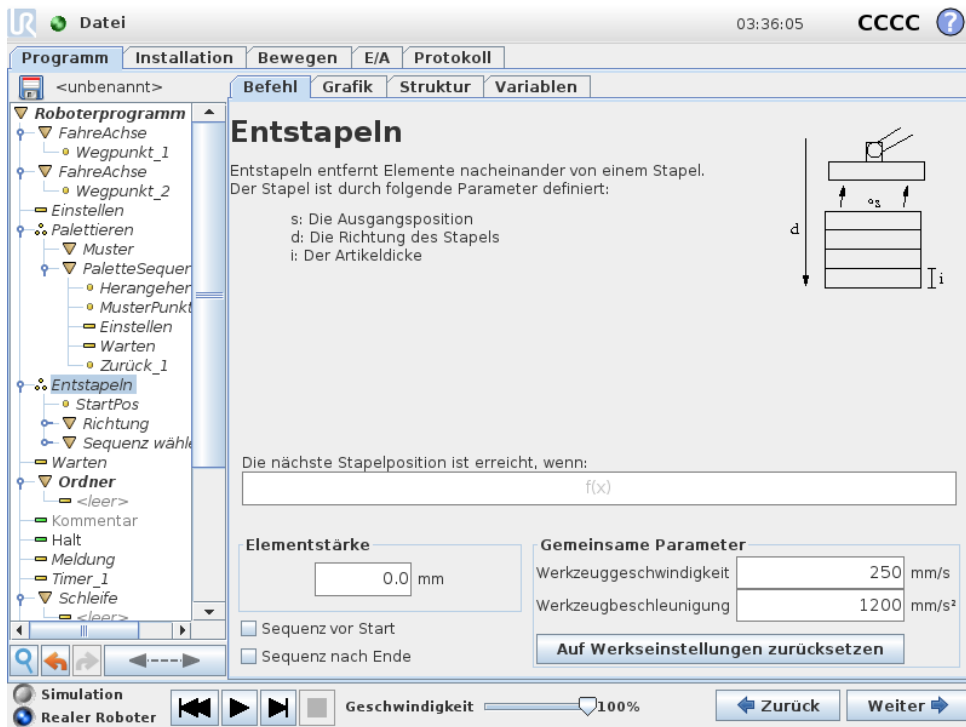 UR Datei 03:36:05 CCCC ?
Programm Installation Bewegen E/A Protokoll
<unbenannt>
Befehl Grafik Struktur Variablen
Roboterprogramm
FahreAchse
Wegpunkt_1
FahreAchse
Wegpunkt_2
Einstellen
Palettieren
Muster
PaletteSequer
Herangeher
MusterPunkt
Einstellen
Warten
Zurück_1
Entstapeln
StartPos
Richtung
Sequenz wähle
Warten
Ordner
<leer>
Kommentar
Halt
Meldung
Timer_1
Schleife
<leer>
Entstapeln
Entstapeln entfernt Elemente nacheinander von einem Stapel.
Der Stapel ist durch folgende Parameter definiert:
s: Die Ausgangsposition
d: Die Richtung des Stapels
i: Der Artikeldicke
s
d
i
Die nächste Stapelposition ist erreicht, wenn:
f(x)
Elementstärke
0.0 mm
Sequenz vor Start
Sequenz nach Ende
Gemeinsame Parameter
Werkzeuggeschwindigkeit 250 mm/s
Werkzeugbeschleunigung 1200 mm/s²
Auf Werkseinstellungen zurücksetzen
Simulation
Realer Roboter
Geschwindigkeit 100%
Zurück Weiter